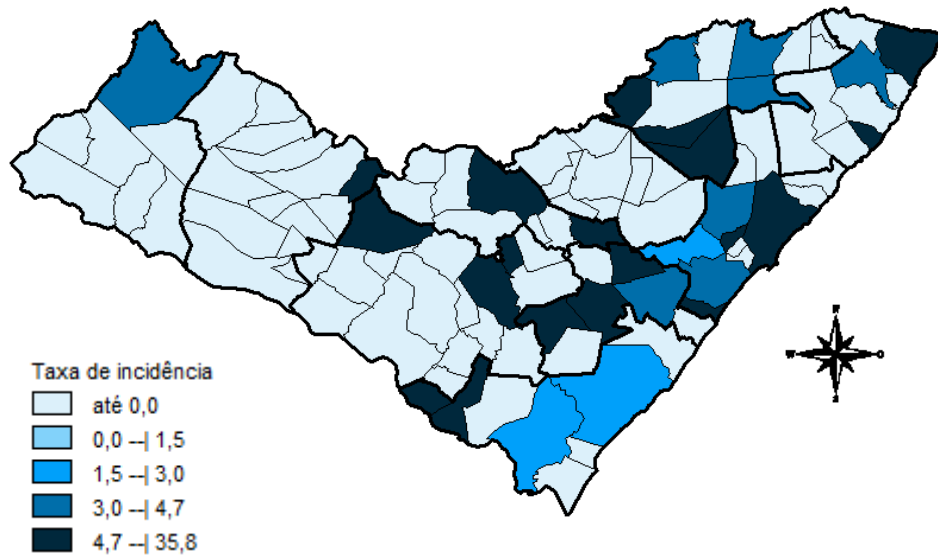 Taxa de incidência
até 0,0
0,0 --| 1,5
1,5 --| 3,0
3,0 --| 4,7
4,7 --| 35,8
W